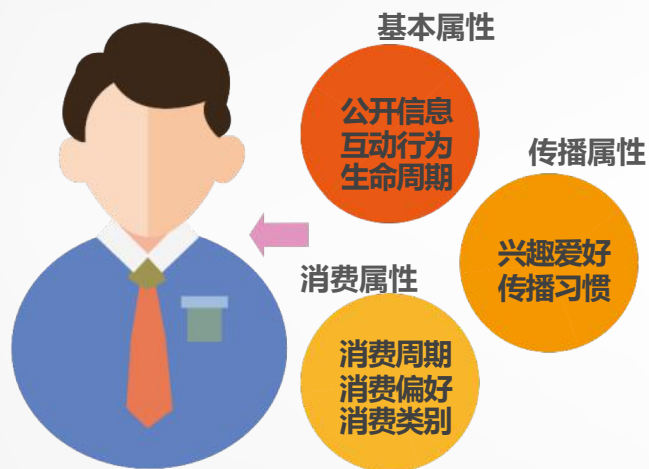 基本属性
公开信息
互动行为
生命周期
传播属性
兴趣爱好
传播习惯
消费属性
消费周期
消费偏好
消费类别